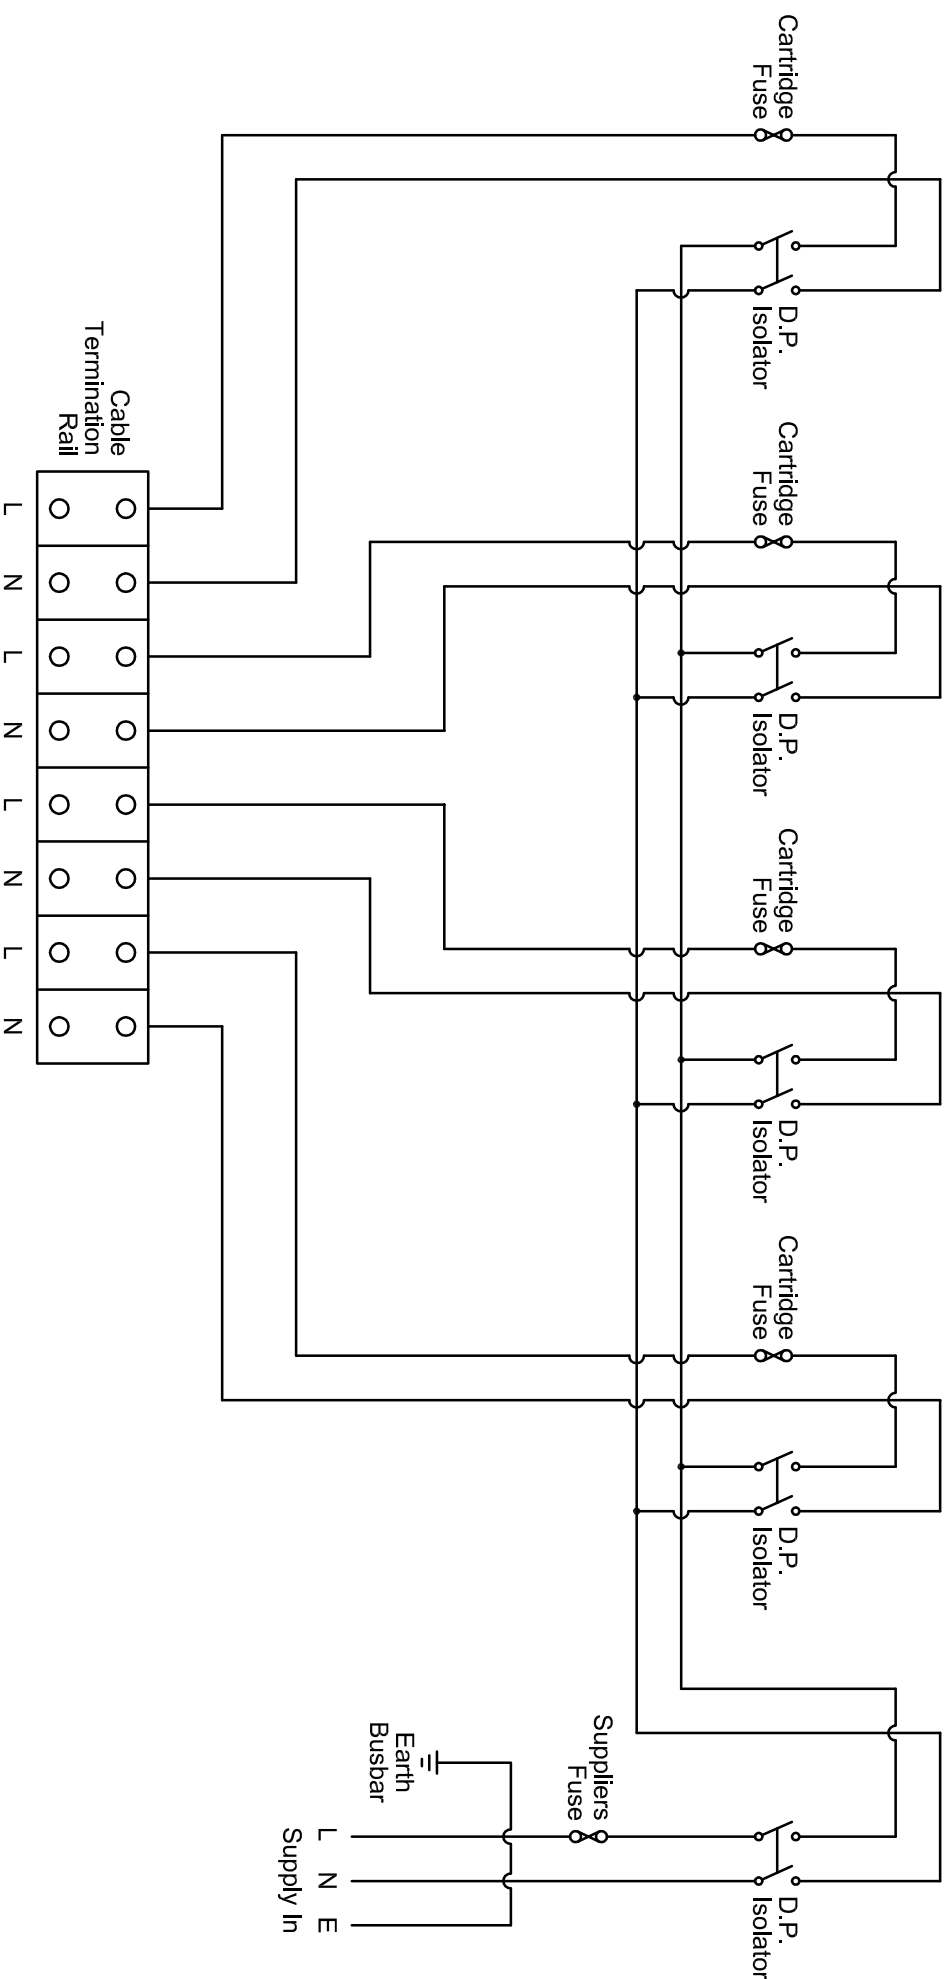 Cartridge
Fuse
D.P.
Isolator
Cartridge
Fuse
D.P.
Isolator
Cartridge
Fuse
D.P.
Isolator
Cartridge
Fuse
D.P.
Isolator
D.P.
Isolator
Suppliers
Fuse
Earth
Busbar
L N E
Supply In
Cable
Termination
Rail
L N L N L N L N